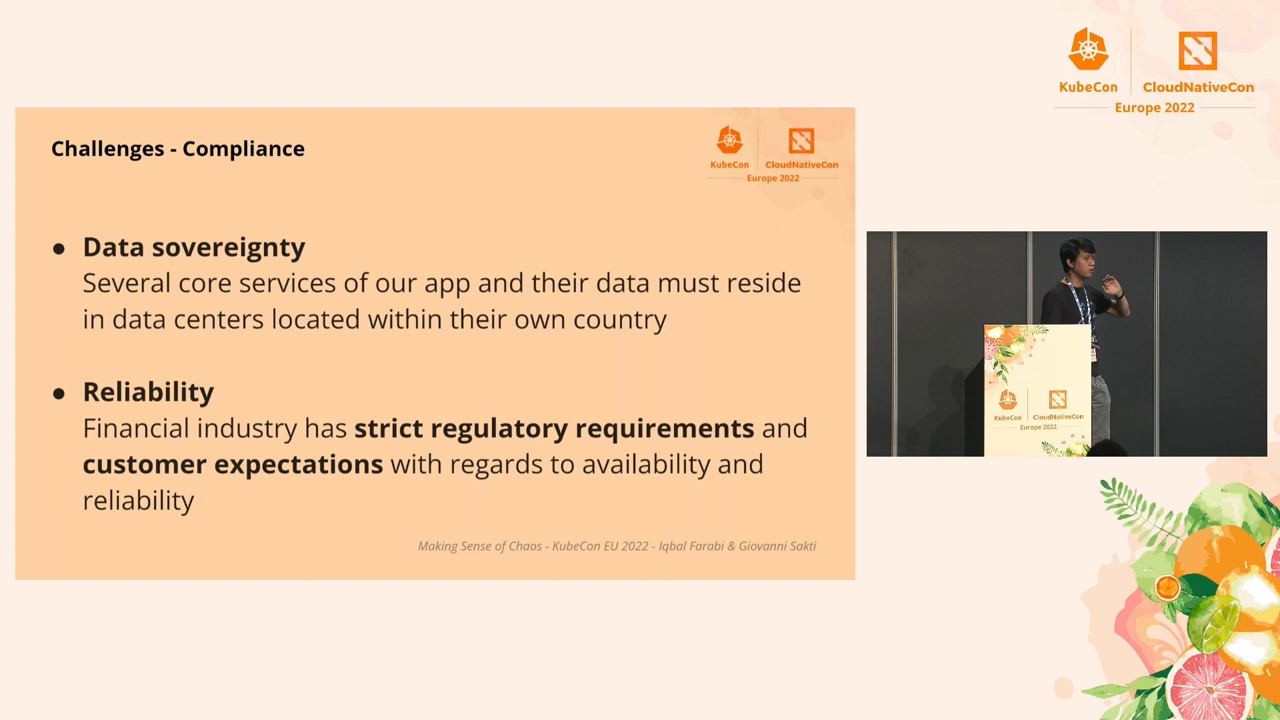 KubeCon
CloudNativeCon
Europe 2022
Challenges - Compliance
KubeCon
CloudNativeCon
Europe 2022
● Data sovereignty
Several core services of our app and their data must reside
in data centers located within their own country
● Reliability
Financial industry has strict regulatory requirements and
customer expectations with regards to availability and
reliability
Making Sense of Chaos - KubeCon EU 2022 - Iqbal Farabi & Giovanni Sakti
KubeCon
CloudNativeCon
Europe 2022